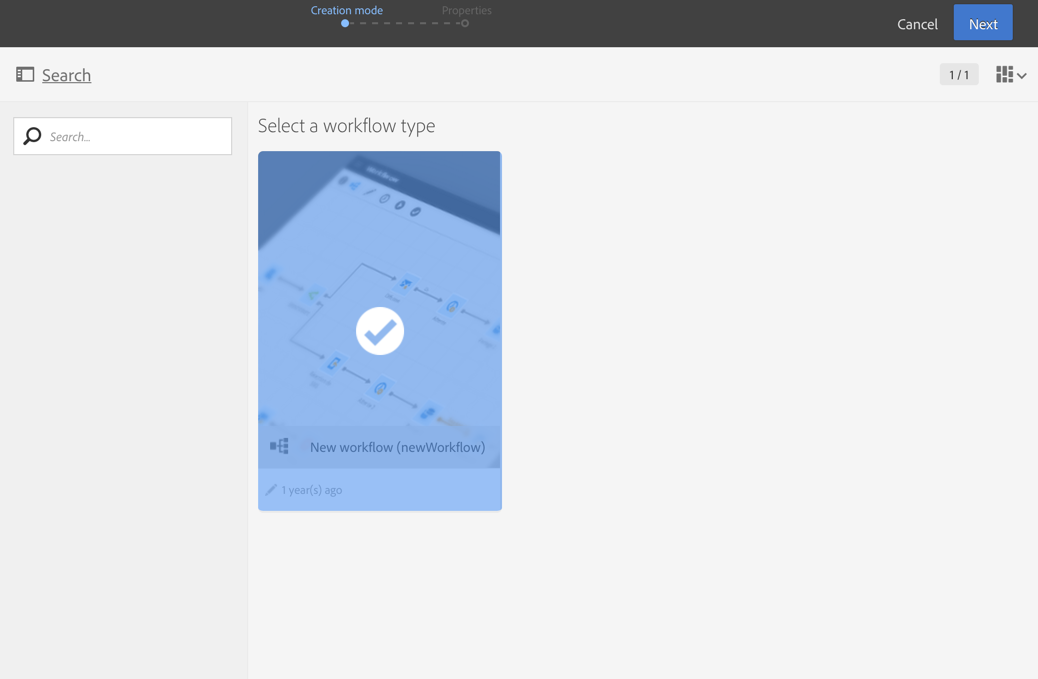 Creation mode
Properties
Cancel
Next
Search
1 / 1
Search...
Select a workflow type
New workflow (newWorkflow)
1 year(s) ago